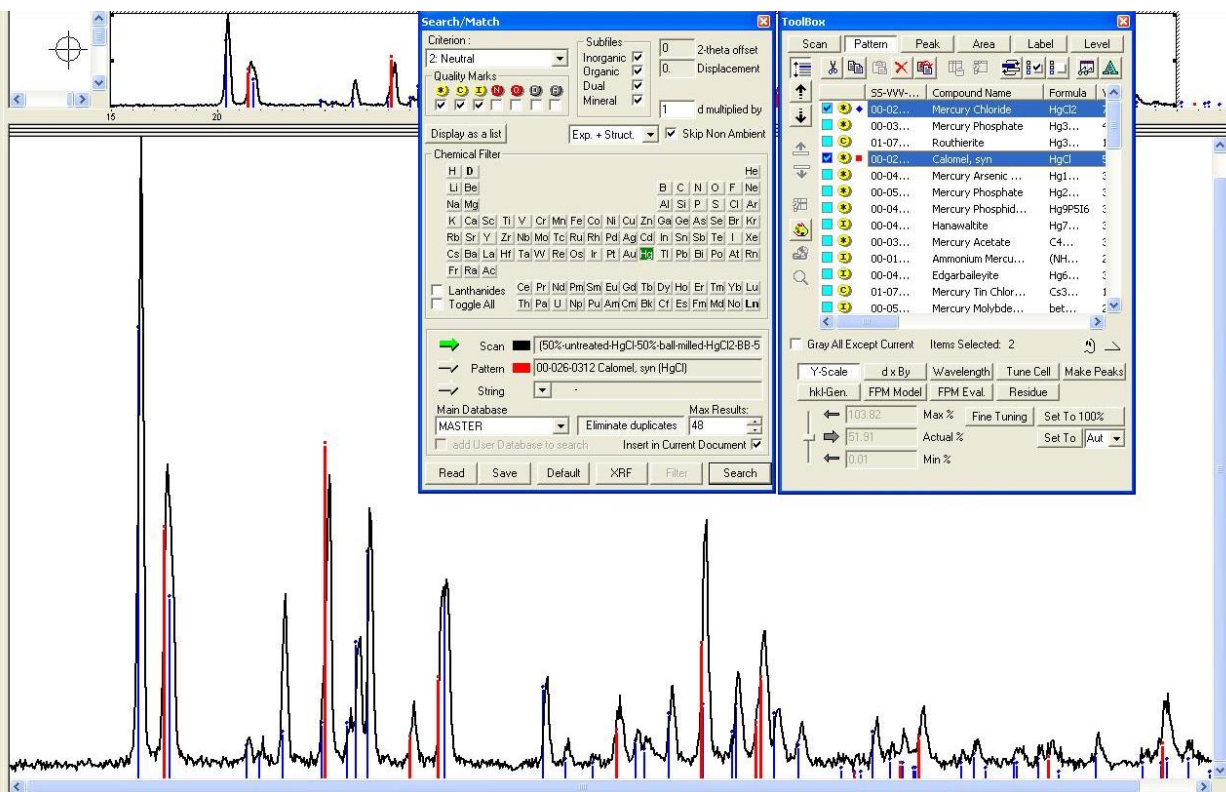 Search/Match
Criterion :
2: Neutral
Quality Marks
Subfiles
Inorganic
Organic
Dual
Mineral
0 2-theta offset
0. Displacement
1 d multiplied by
Display as a list Exp. + Struct. Skip Non Ambient
Chemical Filter
H D He
Li Be B C N O F Ne
Na Mg Al Si P S Cl Ar
K Ca Sc Ti V Cr Mn Fe Co Ni Cu Zn Ga Ge As Se Br Kr
Rb Sr Y Zr Nb Mo Tc Ru Rh Pd Ag Cd In Sn Sb Te I Xe
Cs Ba La Hf Ta W Re Os Ir Pt Au Hg Tl Pb Bi Po At Rn
Fr Ra Ac
Lanthanides Ce Pr Nd Pm Sm Eu Gd Tb Dy Ho Er Tm Yb Lu
Toggle All Th Pa U Np Pu Am Cm Bk Cf Es Fm Md No Ln
Scan (50%-untreated-HgCl-50%-ball-milled-HgCl2-BB-5
Pattern 00-026-0312 Calomel, syn (HgCl)
String
Main Database Max Results:
MASTER Eliminate duplicates 48
add User Database to search Insert in Current Document
Read Save Default XRF Filter Search
ToolBox
Scan Pattern Peak Area Label Level
SS-VVV-... Compound Name Formula
00-02... Mercury Chloride HgCl2
00-03... Mercury Phosphate Hg3...
01-07... Routhierite Hg3...
00-02... Calomel, syn HgCl
00-04... Mercury Arsenic ... Hg1...
00-05... Mercury Phosphate Hg2...
00-04... Mercury Phosphid... Hg9P5I6
00-04... Hanawaltite Hg7...
00-03... Mercury Acetate C4...
00-01... Ammonium Mercu... (NH...
00-04... Edgarbaileyite Hg6...
01-07... Mercury Tin Chlor... Cs3...
00-05... Mercury Molybde... bet...
Gray All Except Current Items Selected: 2
Y-Scale d x By Wavelength Tune Cell Make Peaks
hkl-Gen. FPM Model FPM Eval. Residue
103.82 Max % Fine Tuning Set To 100%
51.91 Actual % Set To Aut
0.01 Min %
15 20